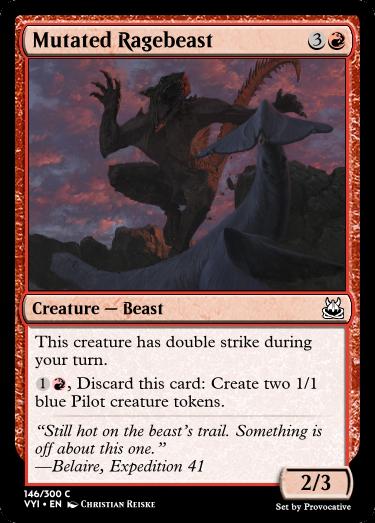 Mutated Ragebeast 3
Creature — Beast
This creature has double strike during
your turn.
1, Discard this card: Create two 1/1
blue Pilot creature tokens.
“Still hot on the beast’s trail. Something is
off about this one.”
—Belaire, Expedition 41
2/3
146/300 C
VYI • EN Christian Reiske
Set by Provocative